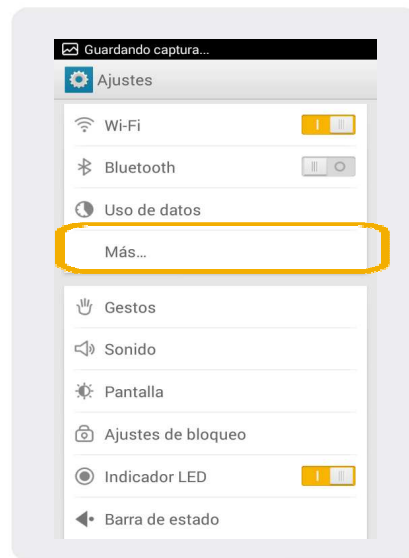 Guardando captura...
Ajustes
Wi-Fi
Bluetooth
Uso de datos
Más...
Gestos
Sonido
Pantalla
Ajustes de bloqueo
Indicador LED
Barra de estado